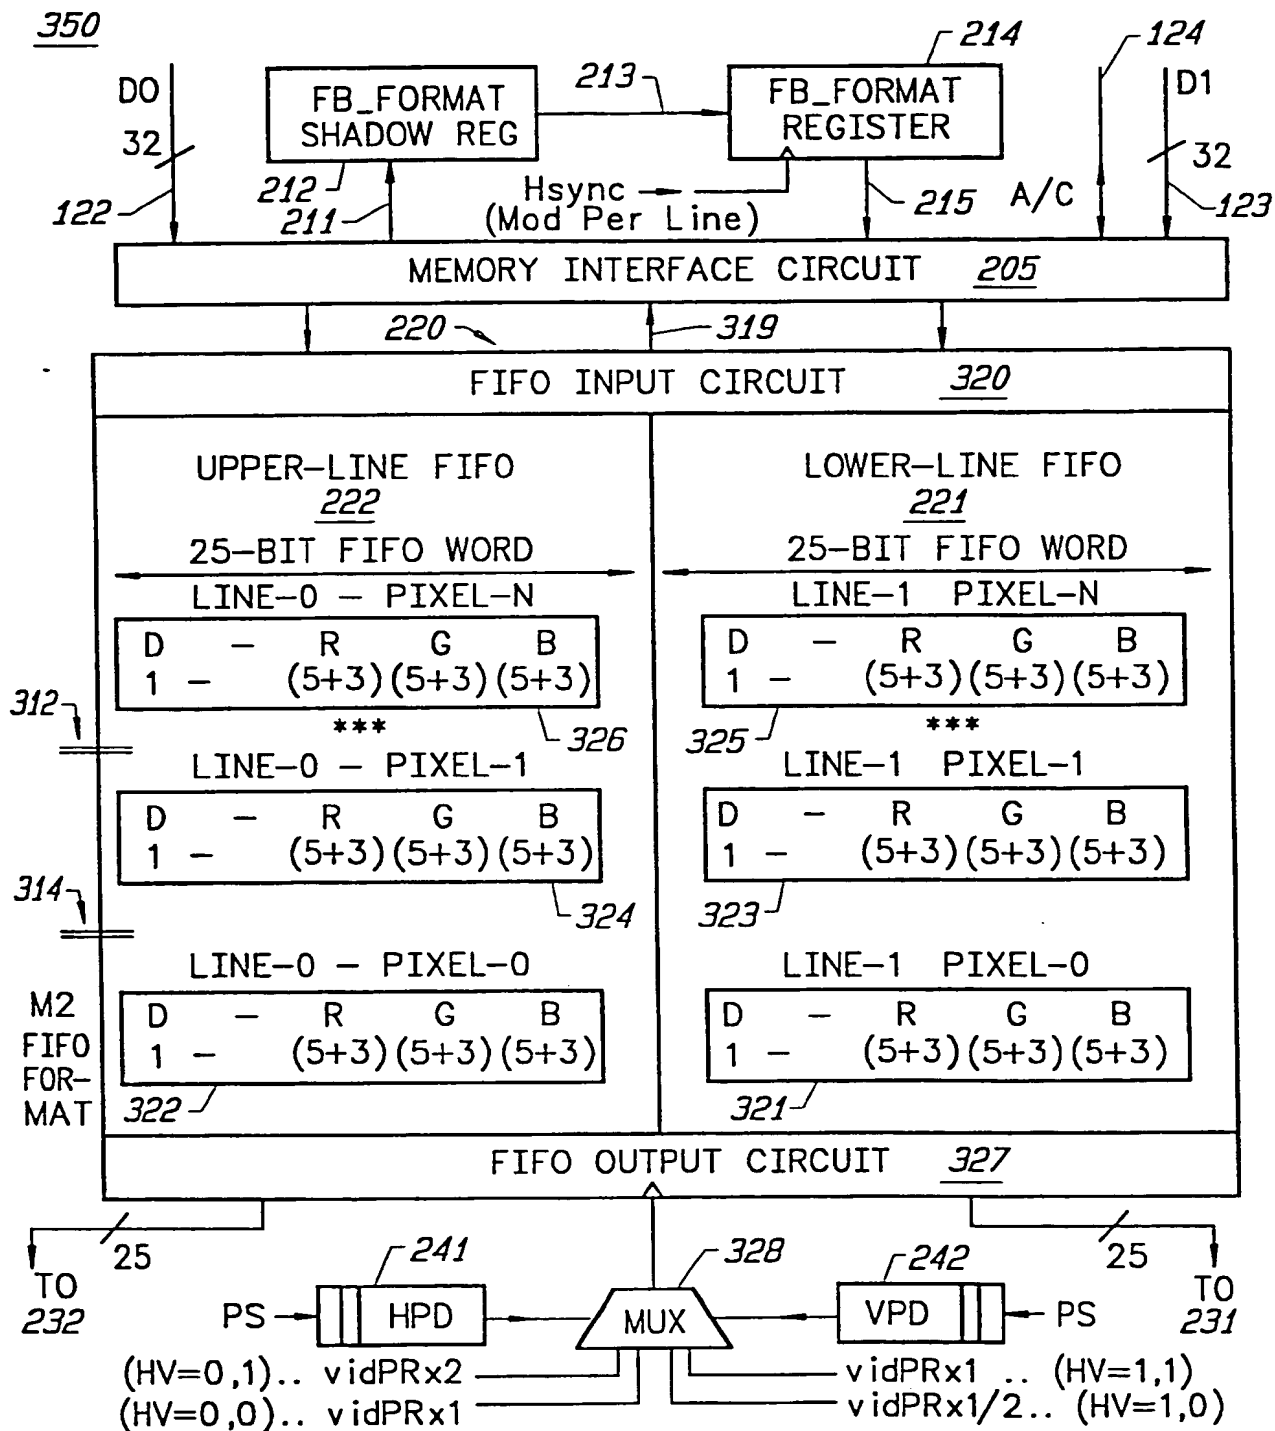 350
D0
32
122
FB_FORMAT
SHADOW REG
212
211
213
FB_FORMAT
REGISTER
214
Hsync
(Mod Per Line)
215
A/C
124
D1
32
123
MEMORY INTERFACE CIRCUIT 205
220
319
FIFO INPUT CIRCUIT 320
UPPER-LINE FIFO
222
25-BIT FIFO WORD
LINE-0 - PIXEL-N
D - R G B
1 - (5+3)(5+3)(5+3)
***
326
312
LINE-0 - PIXEL-1
D - R G B
1 - (5+3)(5+3)(5+3)
324
314
LINE-0 - PIXEL-0
D - R G B
1 - (5+3)(5+3)(5+3)
322
M2
FIFO
FOR-
MAT
LOWER-LINE FIFO
221
25-BIT FIFO WORD
LINE-1 PIXEL-N
D - R G B
1 - (5+3)(5+3)(5+3)
325
***
LINE-1 PIXEL-1
D - R G B
1 - (5+3)(5+3)(5+3)
323
LINE-1 PIXEL-0
D - R G B
1 - (5+3)(5+3)(5+3)
321
FIFO OUTPUT CIRCUIT 327
25
TO
232
241
PS
HPD
328
MUX
242
VPD
PS
25
TO
231
(HV=0,1).. vidPRx2
(HV=0,0).. vidPRx1
vidPRx1 .. (HV=1,1)
vidPRx1/2.. (HV=1,0)